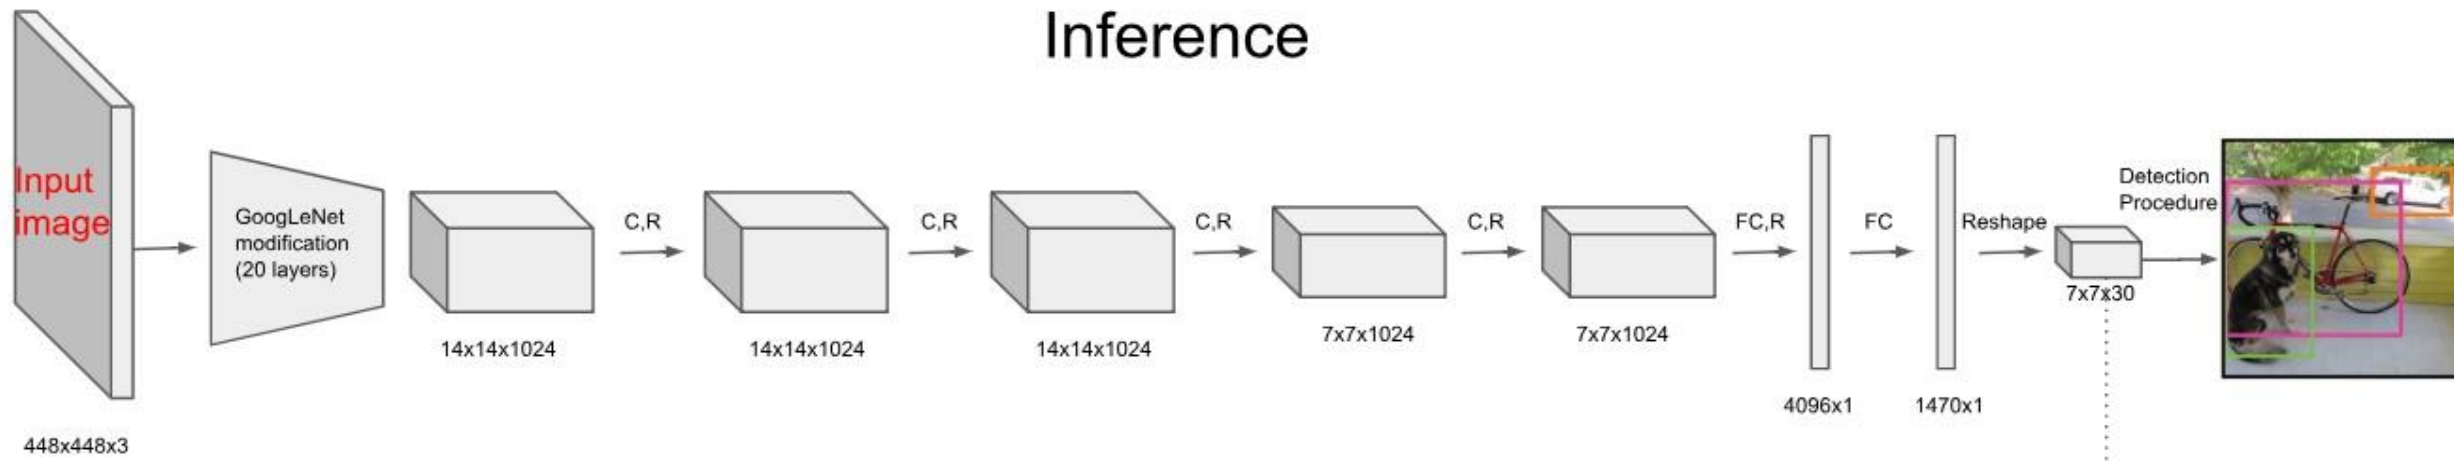 Inference
Input
image
448x448x3
GoogLeNet
modification
(20 layers)
14x14x1024
C,R
14x14x1024
C,R
14x14x1024
C,R
7x7x1024
C,R
7x7x1024
FC,R
4096x1
FC
1470x1
Reshape
7x7x30
Detection
Procedure